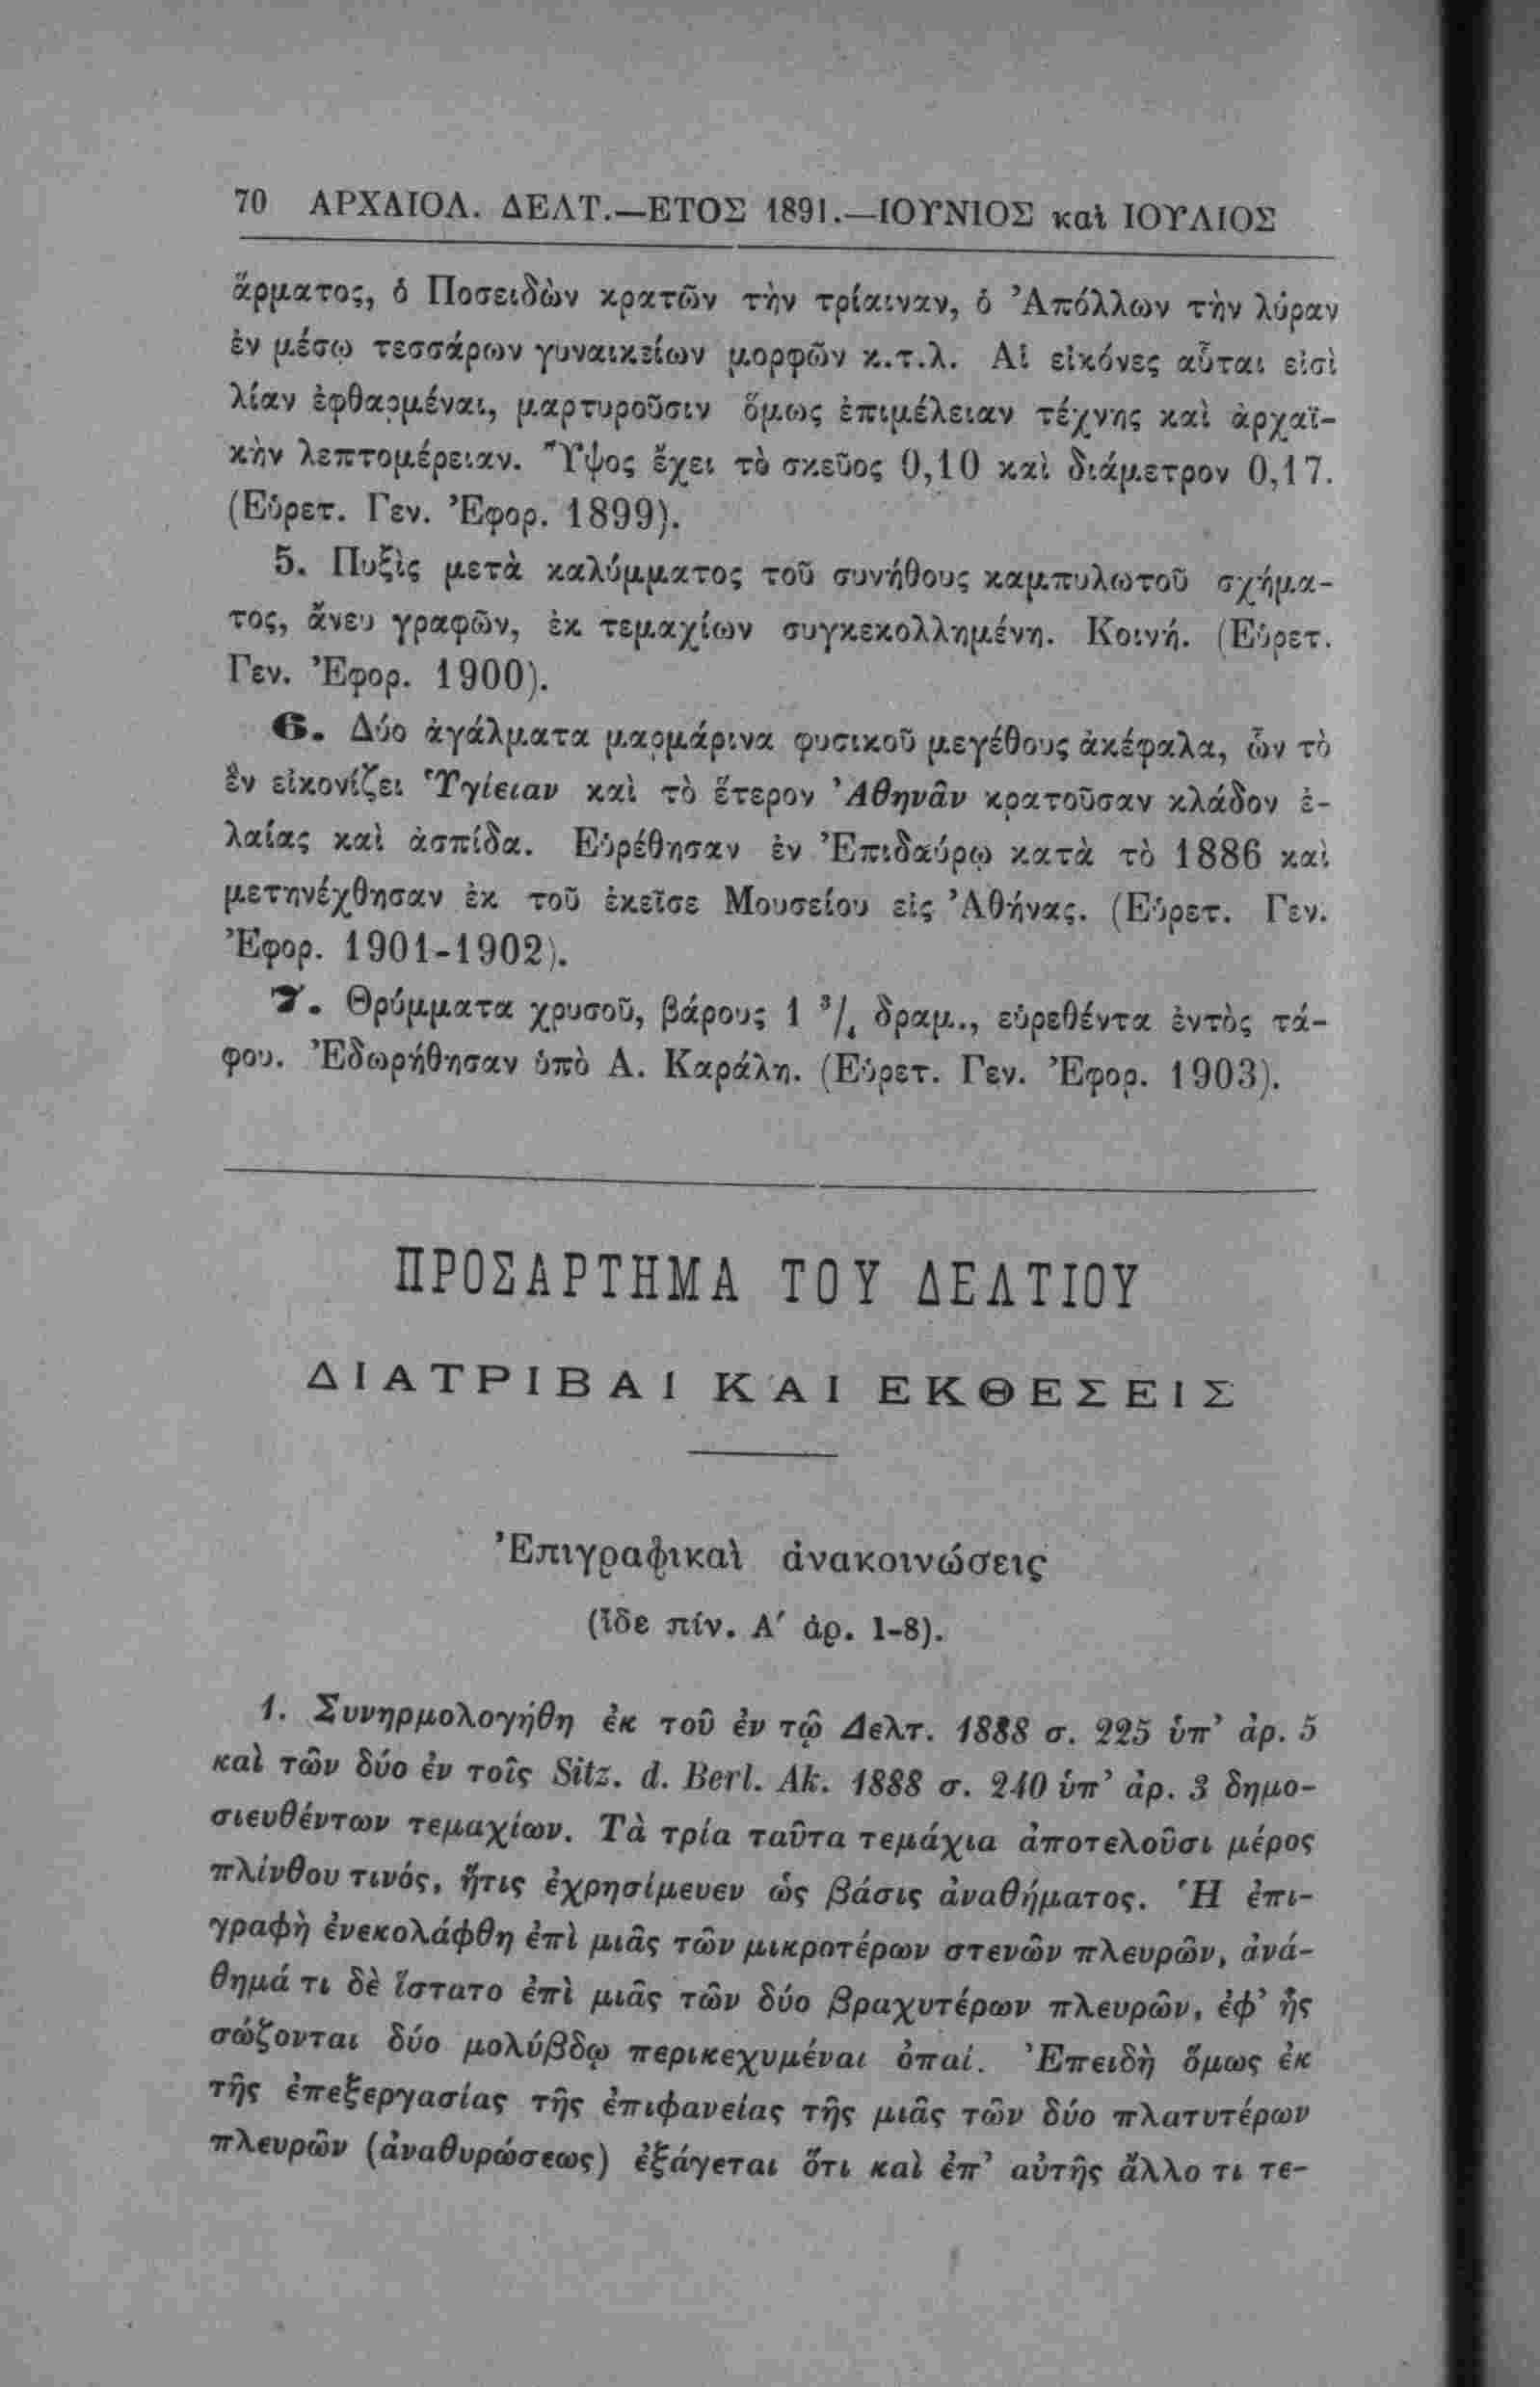 70 ΑΡΧΑΙΟΛ. ΔΕΛΤ.—ΕΤΟΣ 1891.—ΙΟΥΝΙΟΣ καὶ ΙΟΥΛΙΟΣ
ἅρματος, ὁ Ποσειδὼν κρατῶν τὴν τρίαιναν, ὁ Ἀπόλλων τὴν λύραν
ἐν μέσῳ τεσσάρων γυναικείων μορφῶν κ.τ.λ. Αἱ εἰκόνες αὗται εἰσὶ
λίαν ἐφθαρμέναι, μαρτυροῦσιν ὅμως ἐπιμέλειαν τέχνης καὶ ἀρχαϊ-
κὴν λεπτομέρειαν. Ὕψος ἔχει τὸ σκεῦος 0,10 καὶ διάμετρον 0,17.
(Εὑρετ. Γεν. Ἐφορ. 1899).
5. Πυξὶς μετὰ καλύμματος τοῦ συνήθους καμπυλωτοῦ σχήμα-
τος, ἄνευ γραφῶν, ἐκ τεμαχίων συγκεκολλημένη. Κοινή. (Εὑρετ.
Γεν. Ἐφορ. 1900).
6. Δύο ἀγάλματα μαρμάρινα φυσικοῦ μεγέθους ἀκέφαλα, ὧν τὸ
ἓν εἰκονίζει Ὑγίειαν καὶ τὸ ἕτερον Ἀθηνᾶν κρατοῦσαν κλάδον ἐ-
λαίας καὶ ἀσπίδα. Εὑρέθησαν ἐν Ἐπιδαύρῳ κατὰ τὸ 1886 καὶ
μετηνέχθησαν ἐκ τοῦ ἐκεῖσε Μουσείου εἰς Ἀθήνας. (Εὑρετ. Γεν.
Ἐφορ. 1901-1902).
7. Θρύμματα χρυσοῦ, βάρους 1 3/4 δραμ., εὑρεθέντα ἐντὸς τά-
φου. Ἐδωρήθησαν ὑπὸ Α. Καράλη. (Εὑρετ. Γεν. Ἐφορ. 1903).
ΠΡΟΣΑΡΤΗΜΑ ΤΟΥ ΔΕΛΤΙΟΥ
ΔΙΑΤΡΙΒΑΙ ΚΑΙ ΕΚΘΕΣΕΙΣ
Ἐπιγραφικαὶ ἀνακοινώσεις
(ἴδε πίν. Α′ ἀρ. 1-8).
1. Συνηρμολογήθη ἐκ τοῦ ἐν τῷ Δελτ. 1888 σ. 225 ὑπ’ ἀρ. 5
καὶ τῶν δύο ἐν τοῖς Sitz. d. Berl. Ak. 1888 σ. 240 ὑπ’ ἀρ. 3 δημο-
σιευθέντων τεμαχίων. Τὰ τρία ταῦτα τεμάχια ἀποτελοῦσι μέρος
πλίνθου τινός, ἥτις ἐχρησίμευεν ὡς βάσις ἀναθήματος. Ἡ ἐπι-
γραφὴ ἐνεκολάφθη ἐπὶ μιᾶς τῶν μικροτέρων στενῶν πλευρῶν, ἀνά-
θημά τι δὲ ἵστατο ἐπὶ μιᾶς τῶν δύο βραχυτέρων πλευρῶν, ἐφ’ ἧς
σώζονται δύο μολύβδῳ περικεχυμέναι ὀπαί. Ἐπειδὴ ὅμως ἐκ
τῆς ἐπεξεργασίας τῆς ἐπιφανείας τῆς μιᾶς τῶν δύο πλατυτέρων
πλευρῶν (ἀναθυρώσεως) ἐξάγεται ὅτι καὶ ἐπ’ αὐτῆς ἄλλο τι τε-